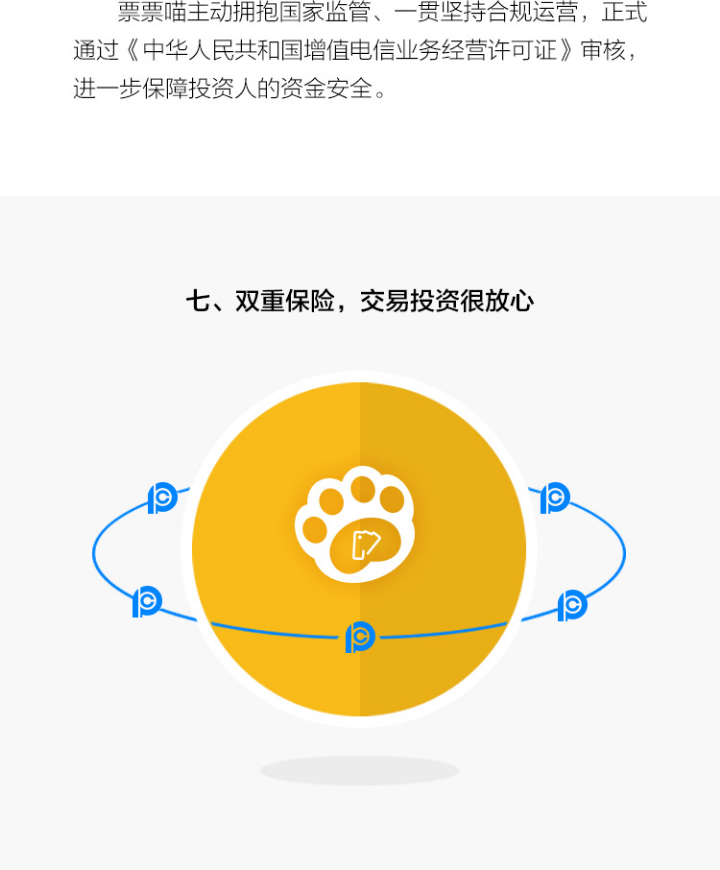 票票喵主动拥抱国家监管、一贯坚持合规运营，正式
通过《中华人民共和国增值电信业务经营许可证》审核，
进一步保障投资人的资金安全。
七、双重保险，交易投资很放心